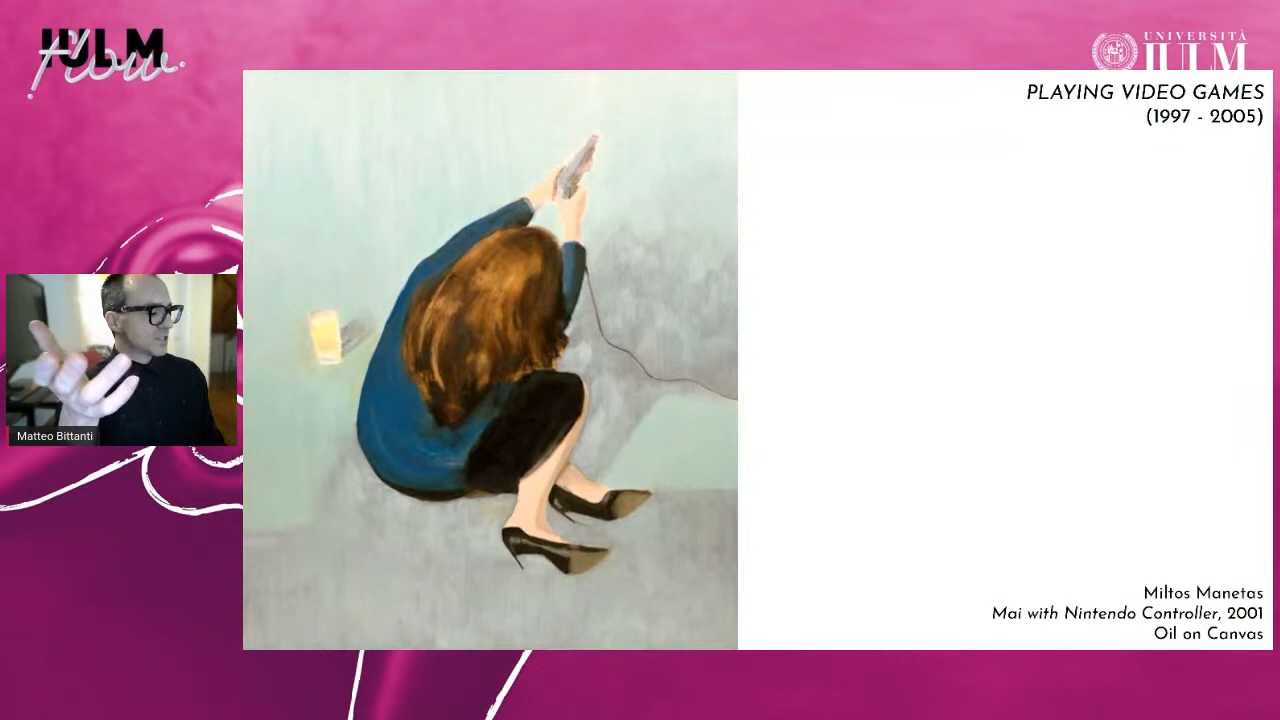 IULM
flow.
UNIVERSITÀ
IULM
PLAYING VIDEO GAMES
(1997 - 2005)
Matteo Bittanti
Miltos Manetas
Mai with Nintendo Controller, 2001
Oil on Canvas